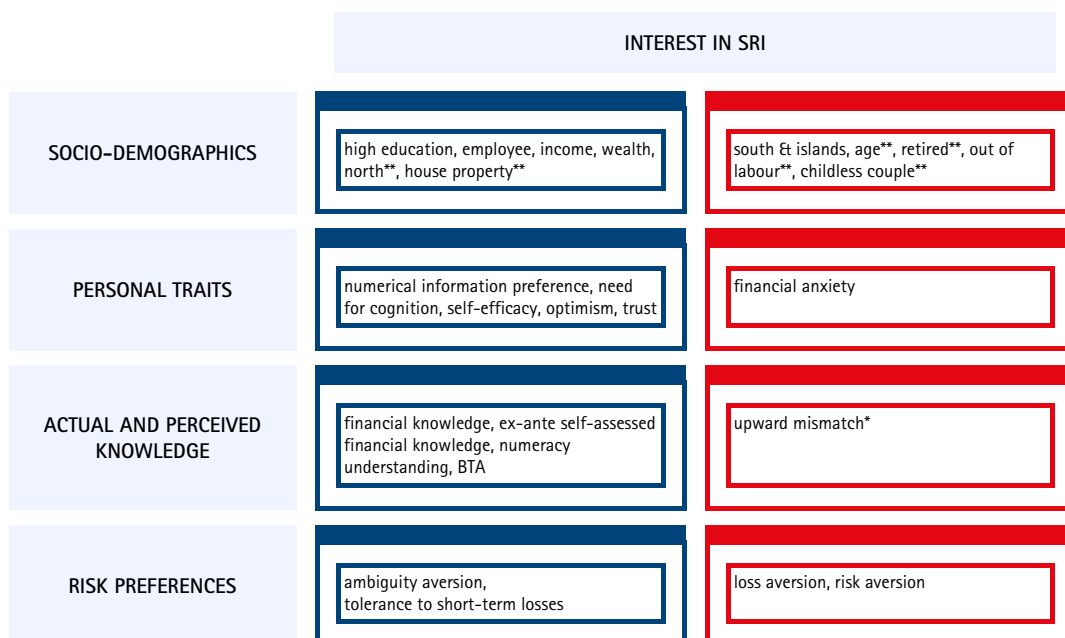 INTEREST IN SRI
SOCIO-DEMOGRAPHICS
high education, employee, income, wealth,
north**, house property**
south & islands, age**, retired**, out of
labour**, childless couple**
PERSONAL TRAITS
numerical information preference, need
for cognition, self-efficacy, optimism, trust
financial anxiety
ACTUAL AND PERCEIVED
KNOWLEDGE
financial knowledge, ex-ante self-assessed
financial knowledge, numeracy
understanding, BTA
upward mismatch*
RISK PREFERENCES
ambiguity aversion,
tolerance to short-term losses
loss aversion, risk aversion